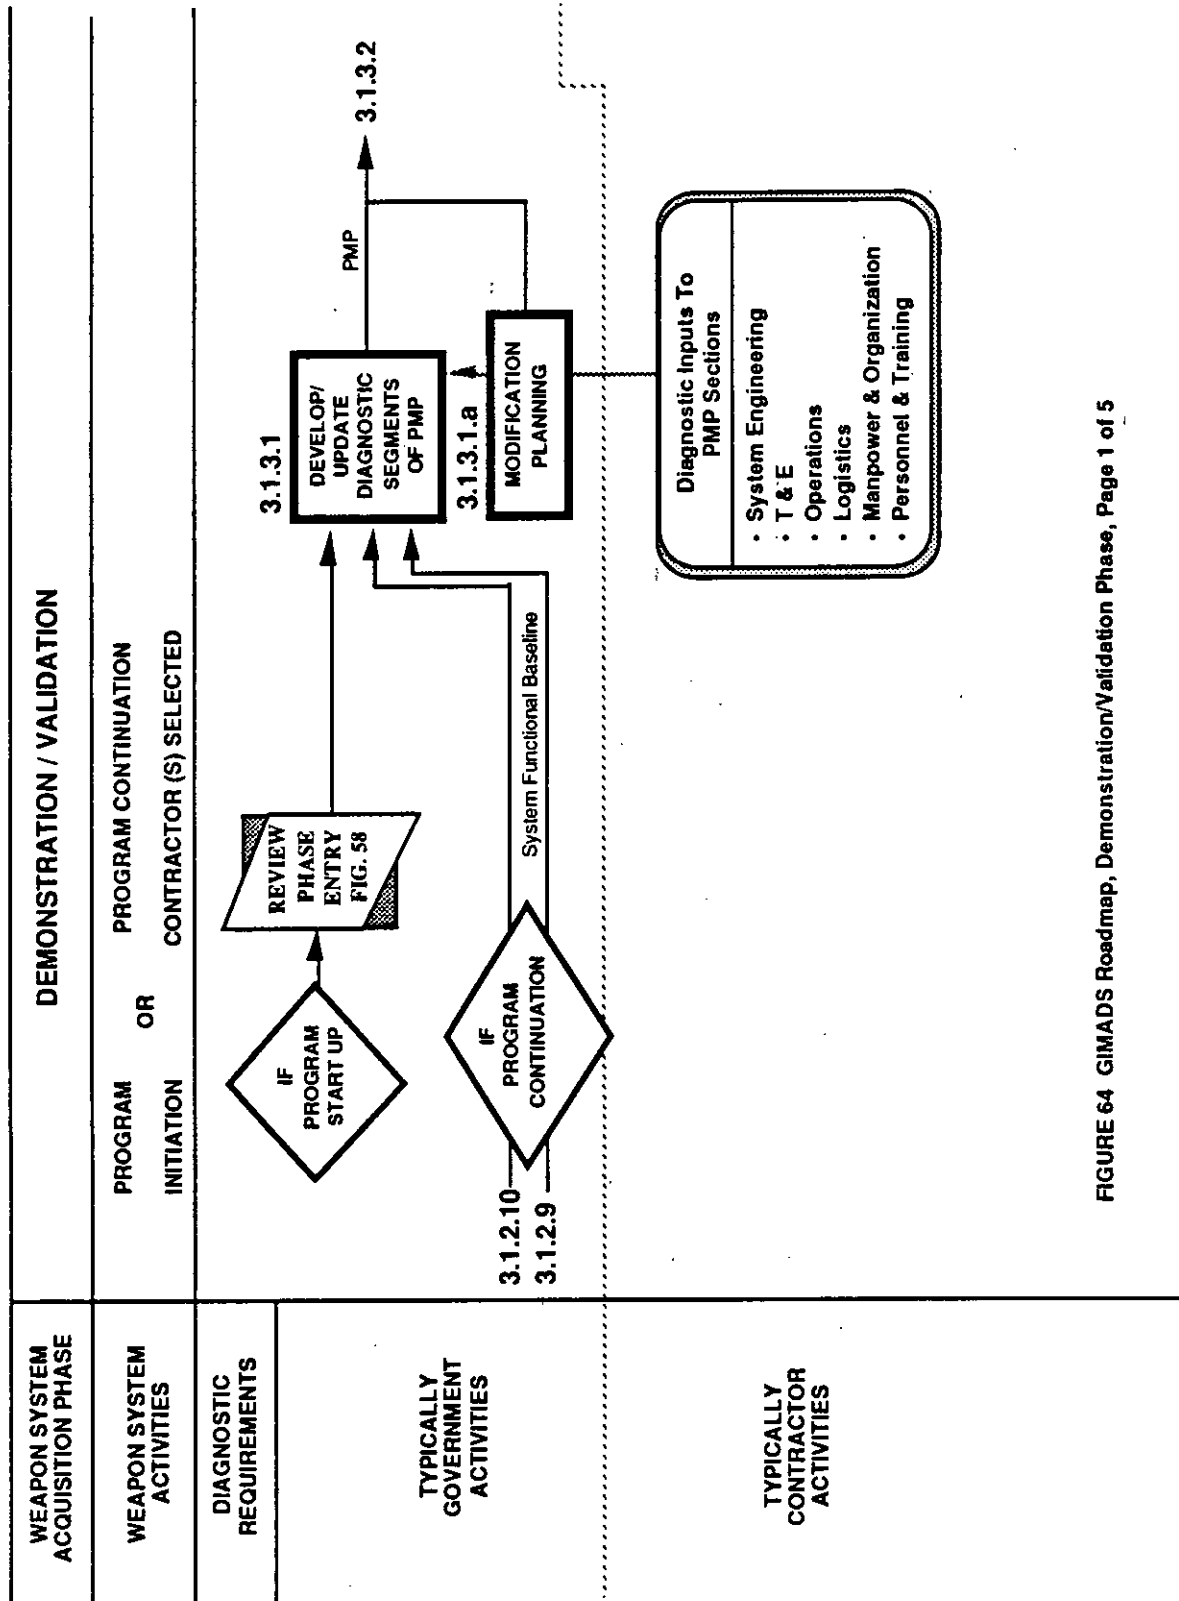 WEAPON SYSTEM
ACQUISITION PHASE
DEMONSTRATION / VALIDATION
WEAPON SYSTEM
ACTIVITIES
PROGRAM
INITIATION
OR
PROGRAM CONTINUATION
CONTRACTOR (S) SELECTED
DIAGNOSTIC
REQUIREMENTS
TYPICALLY
GOVERNMENT
ACTIVITIES
IF
PROGRAM
START UP
REVIEW
PHASE
ENTRY
FIG. 58
3.1.3.1
DEVELOP/
UPDATE
DIAGNOSTIC
SEGMENTS
OF PMP
PMP
3.1.3.2
3.1.3.1.a
MODIFICATION
PLANNING
3.1.2.10
3.1.2.9
IF
PROGRAM
CONTINUATION
System Functional Baseline
TYPICALLY
CONTRACTOR
ACTIVITIES
Diagnostic Inputs To
PMP Sections
• System Engineering
• T & E
• Operations
• Logistics
• Manpower & Organization
• Personnel & Training
FIGURE 64 GIMADS Roadmap, Demonstration/Validation Phase, Page 1 of 5